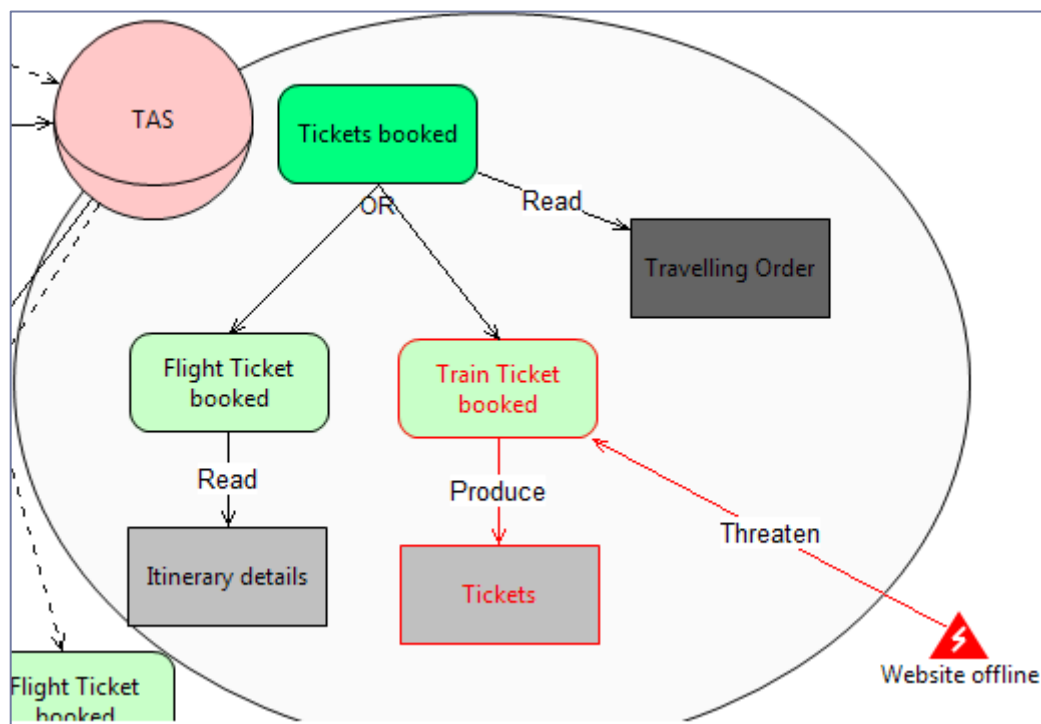 TAS
Tickets booked
OR
Read
Travelling Order
Flight Ticket
booked
Train Ticket
booked
Read
Produce
Threaten
Itinerary details
Tickets
Website offline
Flight Ticket
booked